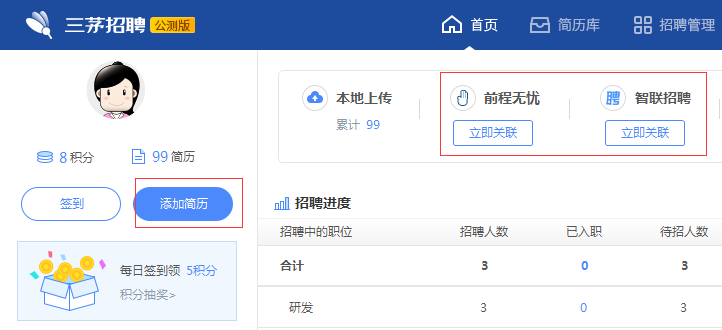 三茅招聘 公测版 首页 简历库 招聘管理
本地上传 前程无忧 聘 智联招聘
累计 99 立即关联 立即关联
8积分 99简历
签到 添加简历
招聘进度
招聘中的职位 招聘人数 已入职 待招人数
合计 3 0 3
研发 3 0 3
每日签到领 5积分
积分抽奖>